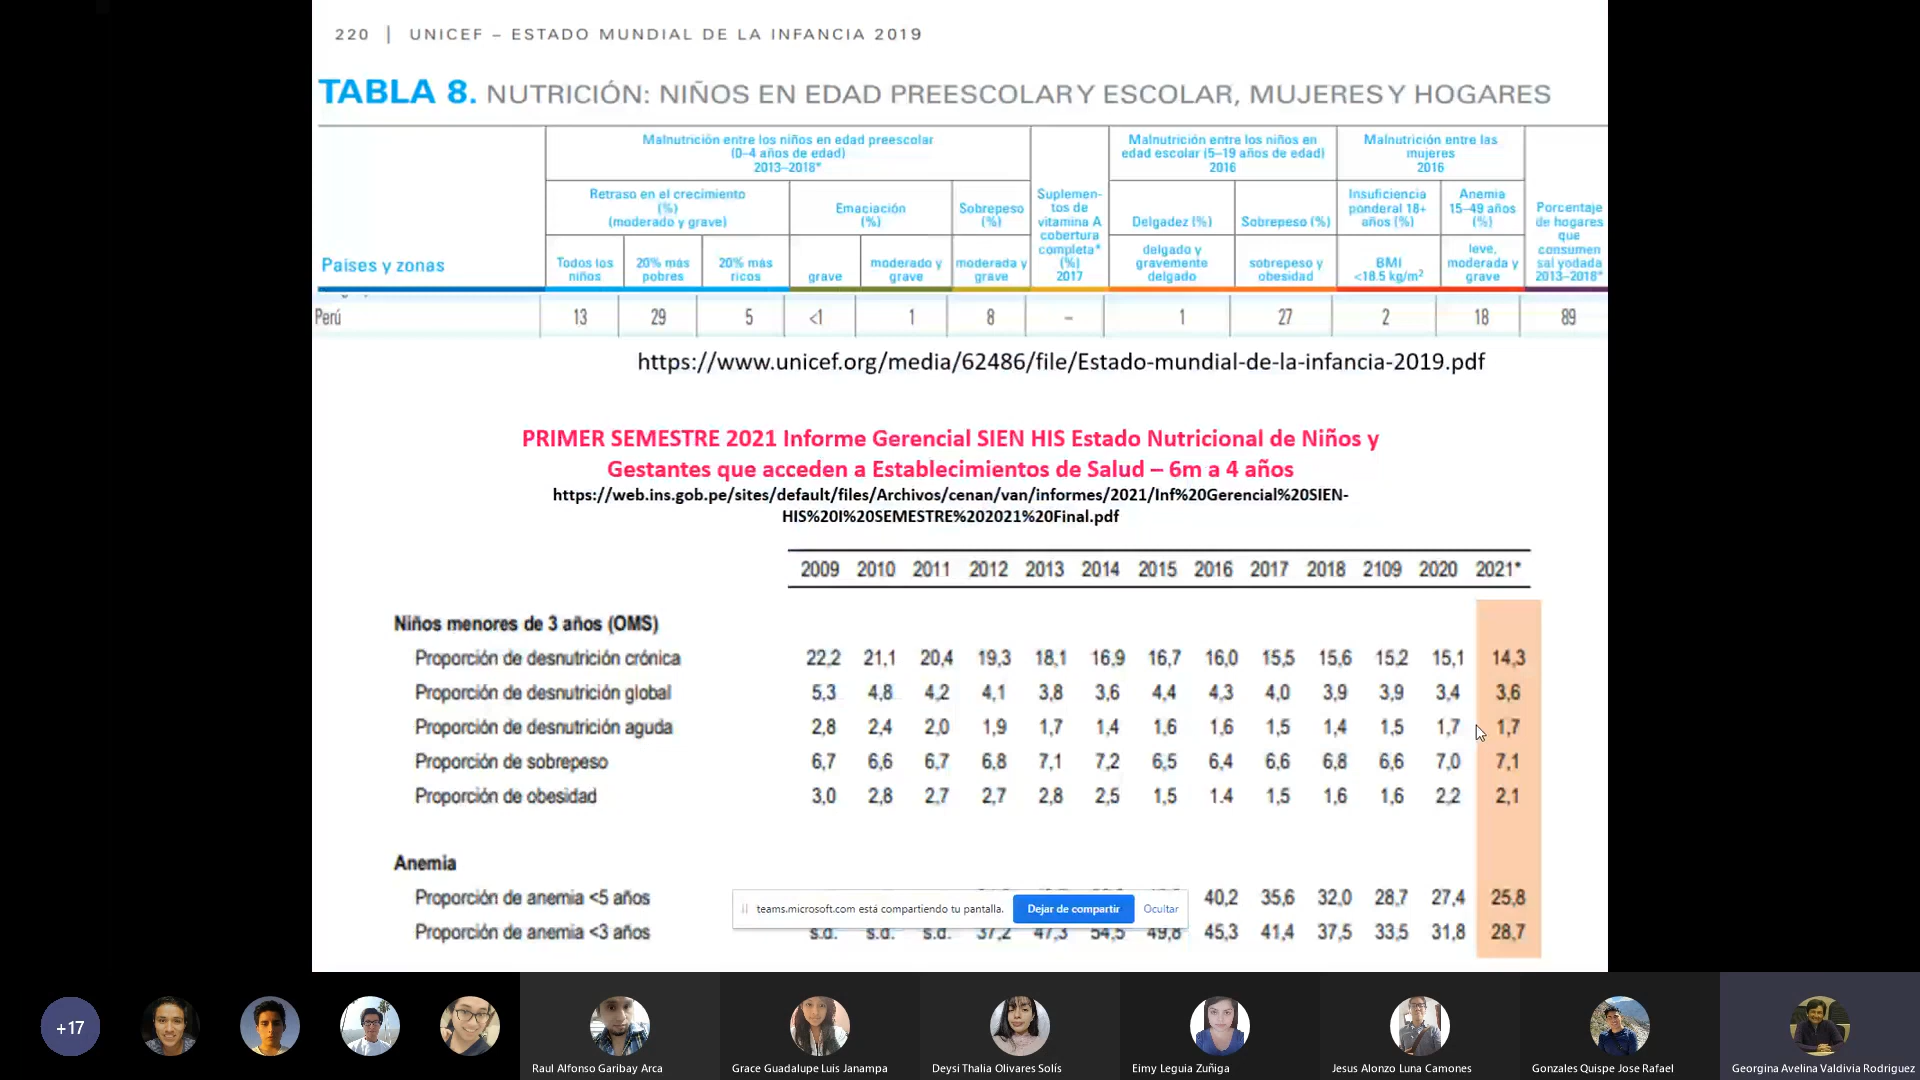 220 | UNICEF – ESTADO MUNDIAL DE LA INFANCIA 2019
TABLA 8. NUTRICIÓN: NIÑOS EN EDAD PREESCOLAR Y ESCOLAR, MUJERES Y HOGARES
Países y zonas
Malnutrición entre los niños en edad preescolar
(0–4 años de edad)
2013–2018*
Retraso en el crecimiento
(%)
(moderado y grave)
Emaciación
(%)
Sobrepeso
(%)
Todos los
niños
20% más
pobres
20% más
ricos
grave
moderado y
grave
moderada y
grave
Suplemen-
tos de
vitamina A
cobertura
completa*
(%)
2017
Malnutrición entre los niños en
edad escolar (5–19 años de edad)
2016
Delgadez (%)
Sobrepeso (%)
delgado y
gravemente
delgado
sobrepeso y
obesidad
Malnutrición entre las
mujeres
2016
Insuficiencia
ponderal 18+
años (%)
Anemia
15–49 años
(%)
BMI
<18.5 kg/m²
leve,
moderada y
grave
Porcentaje
de hogares
que
consumen
sal yodada
2013–2018*
Perú 13 29 5 <1 1 8 – 1 27 2 18 89
https://www.unicef.org/media/62486/file/Estado-mundial-de-la-infancia-2019.pdf
PRIMER SEMESTRE 2021 Informe Gerencial SIEN HIS Estado Nutricional de Niños y
Gestantes que acceden a Establecimientos de Salud – 6m a 4 años
https://web.ins.gob.pe/sites/default/files/Archivos/cenan/van/informes/2021/Inf%20Gerencial%20SIEN-
HIS%20I%20SEMESTRE%202021%20Final.pdf
2009 2010 2011 2012 2013 2014 2015 2016 2017 2018 2109 2020 2021*
Niños menores de 3 años (OMS)
Proporción de desnutrición crónica 22,2 21,1 20,4 19,3 18,1 16,9 16,7 16,0 15,5 15,6 15,2 15,1 14,3
Proporción de desnutrición global 5,3 4,8 4,2 4,1 3,8 3,6 4,4 4,3 4,0 3,9 3,9 3,4 3,6
Proporción de desnutrición aguda 2,8 2,4 2,0 1,9 1,7 1,4 1,6 1,6 1,5 1,4 1,5 1,7 1,7
Proporción de sobrepeso 6,7 6,6 6,7 6,8 7,1 7,2 6,5 6,4 6,6 6,8 6,6 7,0 7,1
Proporción de obesidad 3,0 2,8 2,7 2,7 2,8 2,5 1,5 1.4 1,5 1,6 1,6 2,2 2,1
Anemia
Proporción de anemia <5 años 40,2 35,6 32,0 28,7 27,4 25,8
teams.microsoft.com está compartiendo tu pantalla. Dejar de compartir Ocultar
Proporción de anemia <3 años s.d. s.d. s.d. 37,2 47,3 54,5 49,8 45,3 41,4 37,5 33,5 31,8 28,7
+17
Raul Alfonso Garibay Arca
Grace Guadalupe Luis Janampa
Deysi Thalia Olivares Solís
Eimy Leguia Zuñiga
Jesus Alonzo Luna Camones
Gonzales Quispe Jose Rafael
Georgina Avelina Valdivia Rodriguez